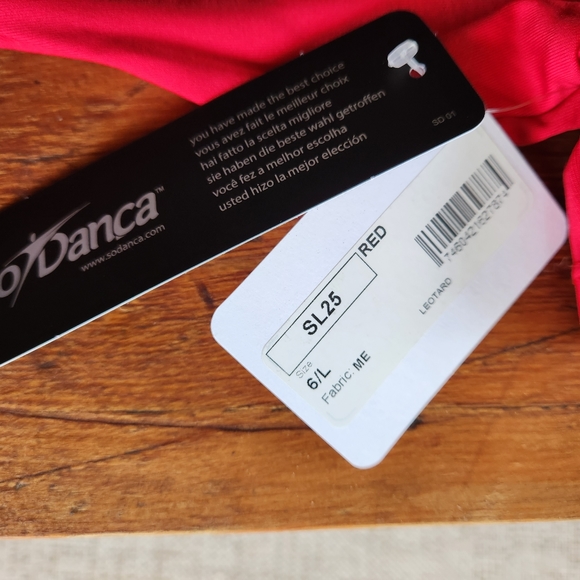 you have made the best choice
vous avez fait le meilleur choix
hai fatto la scelta migliore
sie haben die beste wahl getroffen
você fez a melhor escolha
usted hizo la mejor elección
SD 01
o Danca™
www.sodanca.com
SL25
RED
Size
6/L
Fabric: ME
LEOTARD